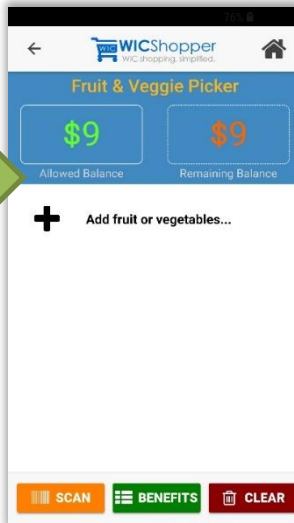 76%
WIC WICShopper
WIC shopping, simplified.
Fruit & Veggie Picker
$9 $9
Allowed Balance Remaining Balance
Add fruit or vegetables...
SCAN BENEFITS CLEAR